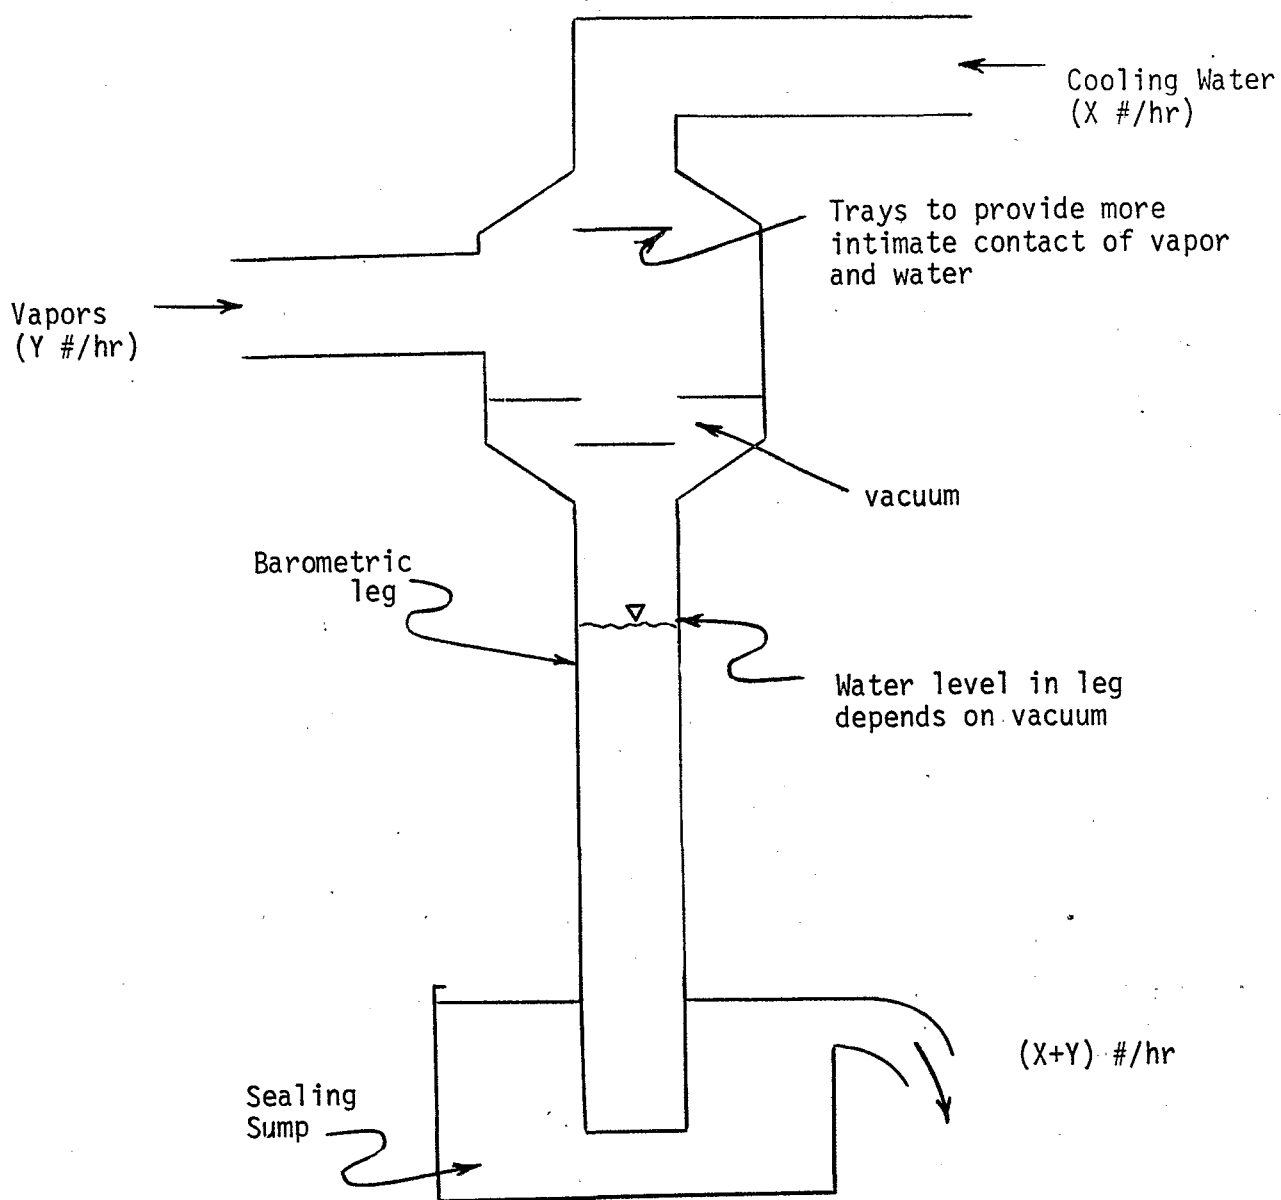 Cooling Water
(X #/hr)
Trays to provide more
intimate contact of vapor
and water
Vapors
(Y #/hr)
vacuum
Barometric
leg
Water level in leg
depends on vacuum
(X+Y) #/hr
Sealing
Sump